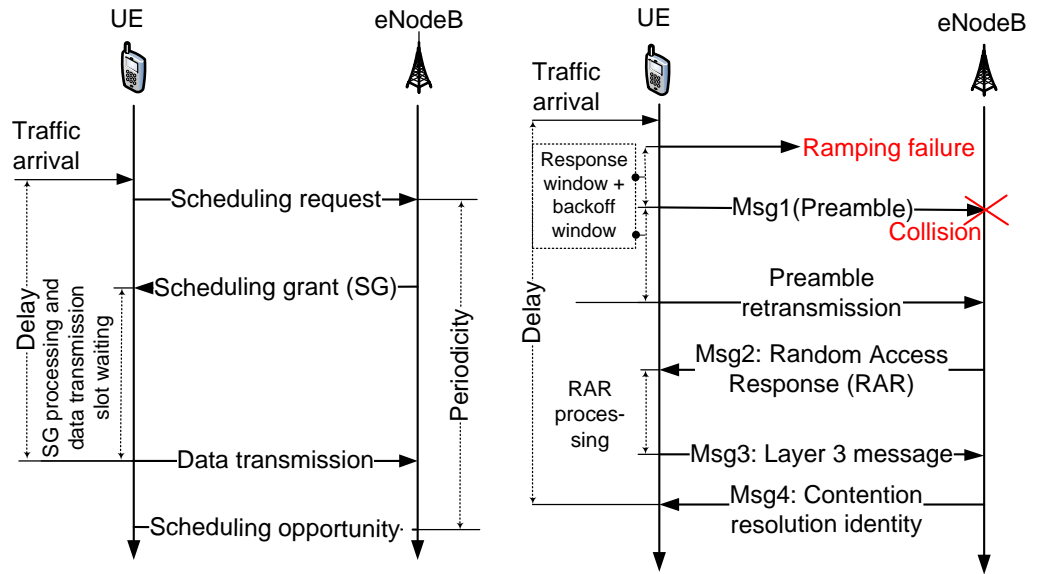 UE
eNodeB
Traffic
arrival
Scheduling request
Scheduling grant (SG)
Delay
SG processing and
data transmission
slot waiting
Periodicity
Data transmission
Scheduling opportunity
UE
eNodeB
Traffic
arrival
Ramping failure
Response
window +
backoff
window
Msg1(Preamble)
Collision
Preamble
retransmission
Delay
Msg2: Random Access
Response (RAR)
RAR
proces-
sing
Msg3: Layer 3 message
Msg4: Contention
resolution identity